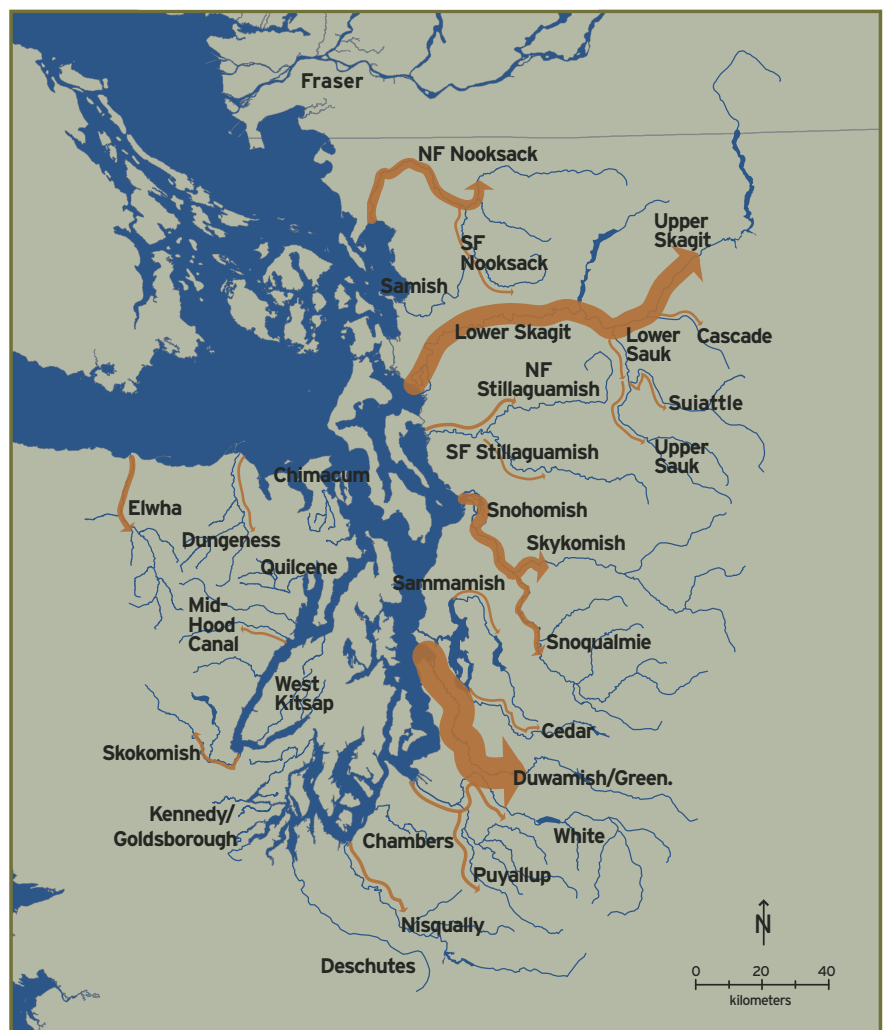 Fraser
NF Nooksack
Upper
Skagit
SF
Nooksack
Samish
Lower Skagit
Lower
Sauk
Cascade
NF
Stillaguamish
Suiattle
SF Stillaguamish
Upper
Sauk
Chimacum
Elwha
Snohomish
Dungeness
Skykomish
Quilcene
Sammamish
Mid-
Hood
Canal
Snoqualmie
West
Kitsap
Cedar
Skokomish
Duwamish/Green.
Kennedy/
Goldsborough
Chambers
White
Puyallup
Nisqually
Deschutes
N
0 20 40
kilometers